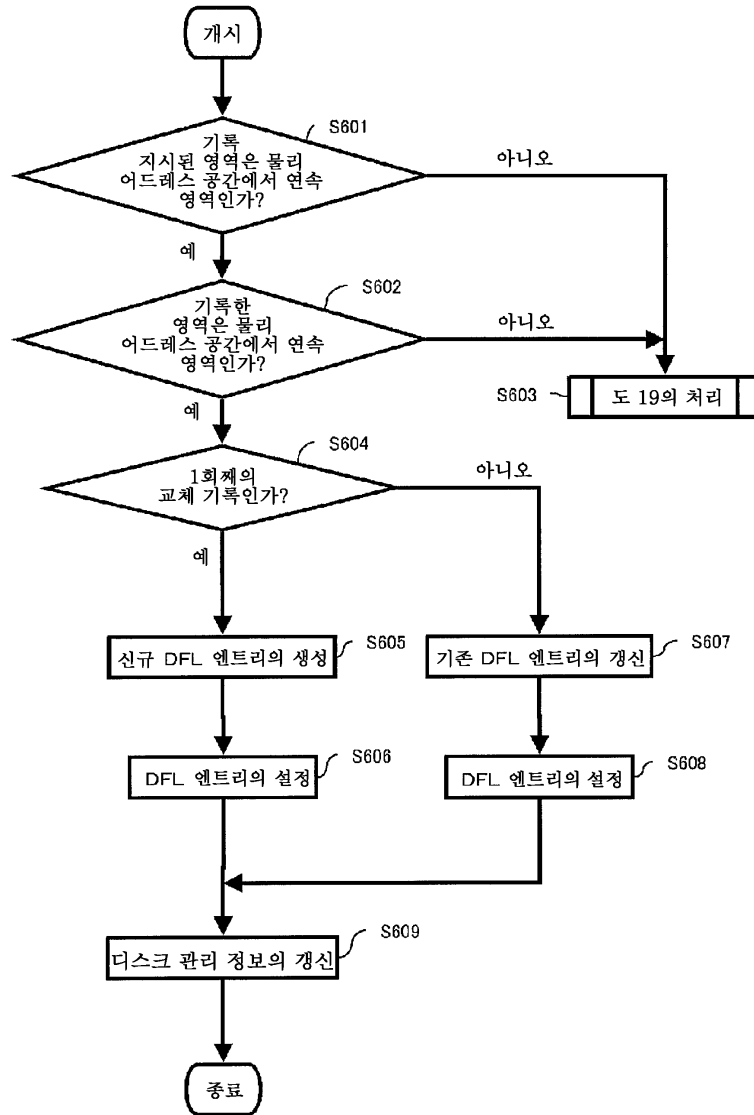 개시
S601
기록
지시된 영역은 물리
어드레스 공간에서 연속
영역인가?
아니오
예
S602
기록한
영역은 물리
어드레스 공간에서 연속
영역인가?
아니오
예
S603
도 19의 처리
S604
1회째의
교체 기록인가?
아니오
예
신규 DFL 엔트리의 생성
S605
기존 DFL 엔트리의 갱신
S607
DFL 엔트리의 설정
S606
DFL 엔트리의 설정
S608
디스크 관리 정보의 갱신
S609
종료